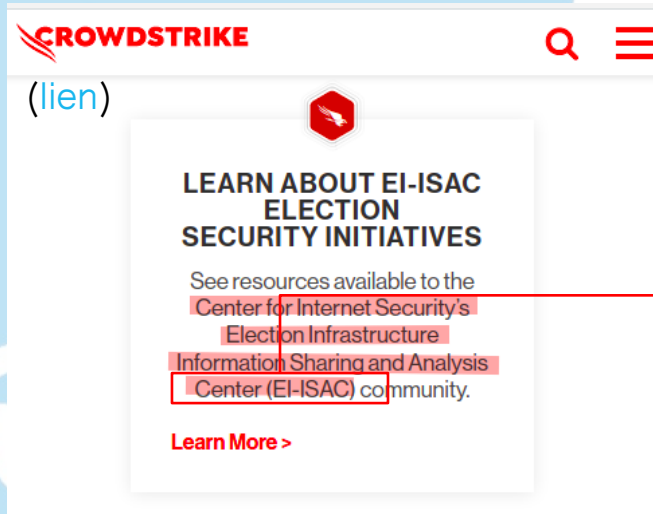 CROWDSTRIKE
(lien)
LEARN ABOUT EI-ISAC
ELECTION
SECURITY INITIATIVES
See resources available to the
Center for Internet Security's
Election Infrastructure
Information Sharing and Analysis
Center (EI-ISAC) community.
Learn More >